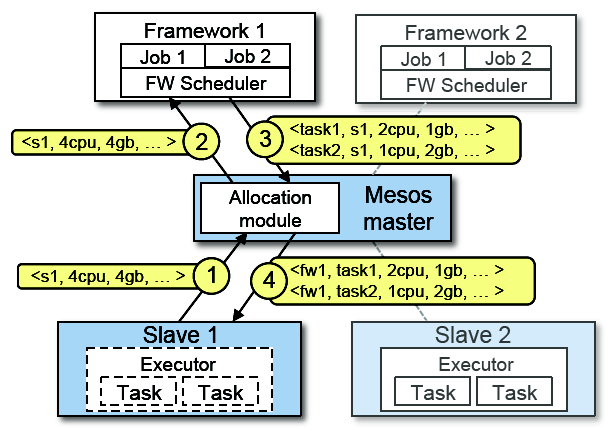 Framework 1
Job 1
Job 2
FW Scheduler
Framework 2
Job 1
Job 2
FW Scheduler
<s1, 4cpu, 4gb, … >
2
3
<task1, s1, 2cpu, 1gb, … >
<task2, s1, 1cpu, 2gb, … >
Allocation
module
Mesos
master
<s1, 4cpu, 4gb, … >
1
4
<fw1, task1, 2cpu, 1gb, … >
<fw1, task2, 1cpu, 2gb, … >
Slave 1
Executor
Task
Task
Slave 2
Executor
Task
Task